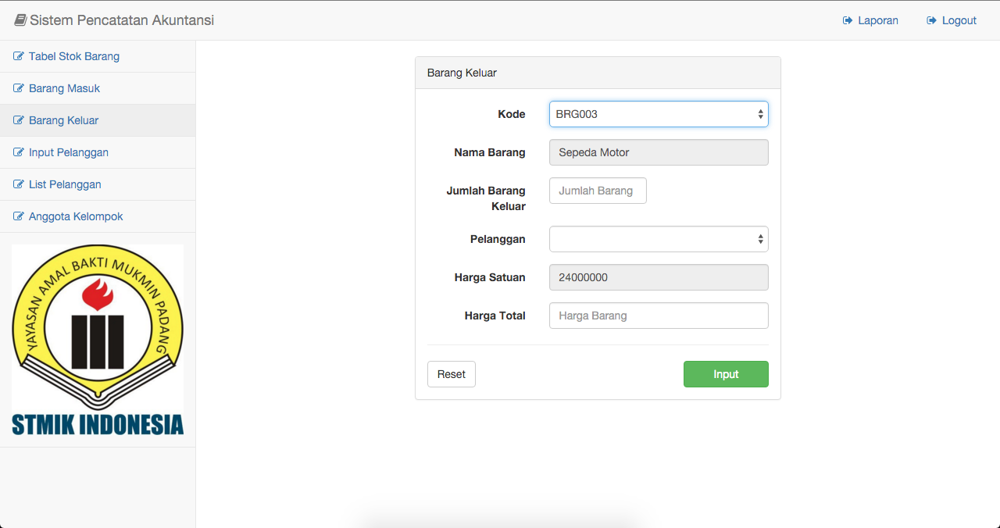 Sistem Pencatatan Akuntansi
Laporan
Logout
Tabel Stok Barang
Barang Masuk
Barang Keluar
Input Pelanggan
List Pelanggan
Anggota Kelompok
YAYASAN AMAL BAKTI MUKMIN PADANG
STMIK INDONESIA
Barang Keluar
Kode
BRG003
Nama Barang
Sepeda Motor
Jumlah Barang
Keluar
Jumlah Barang
Pelanggan
Harga Satuan
24000000
Harga Total
Harga Barang
Reset
Input